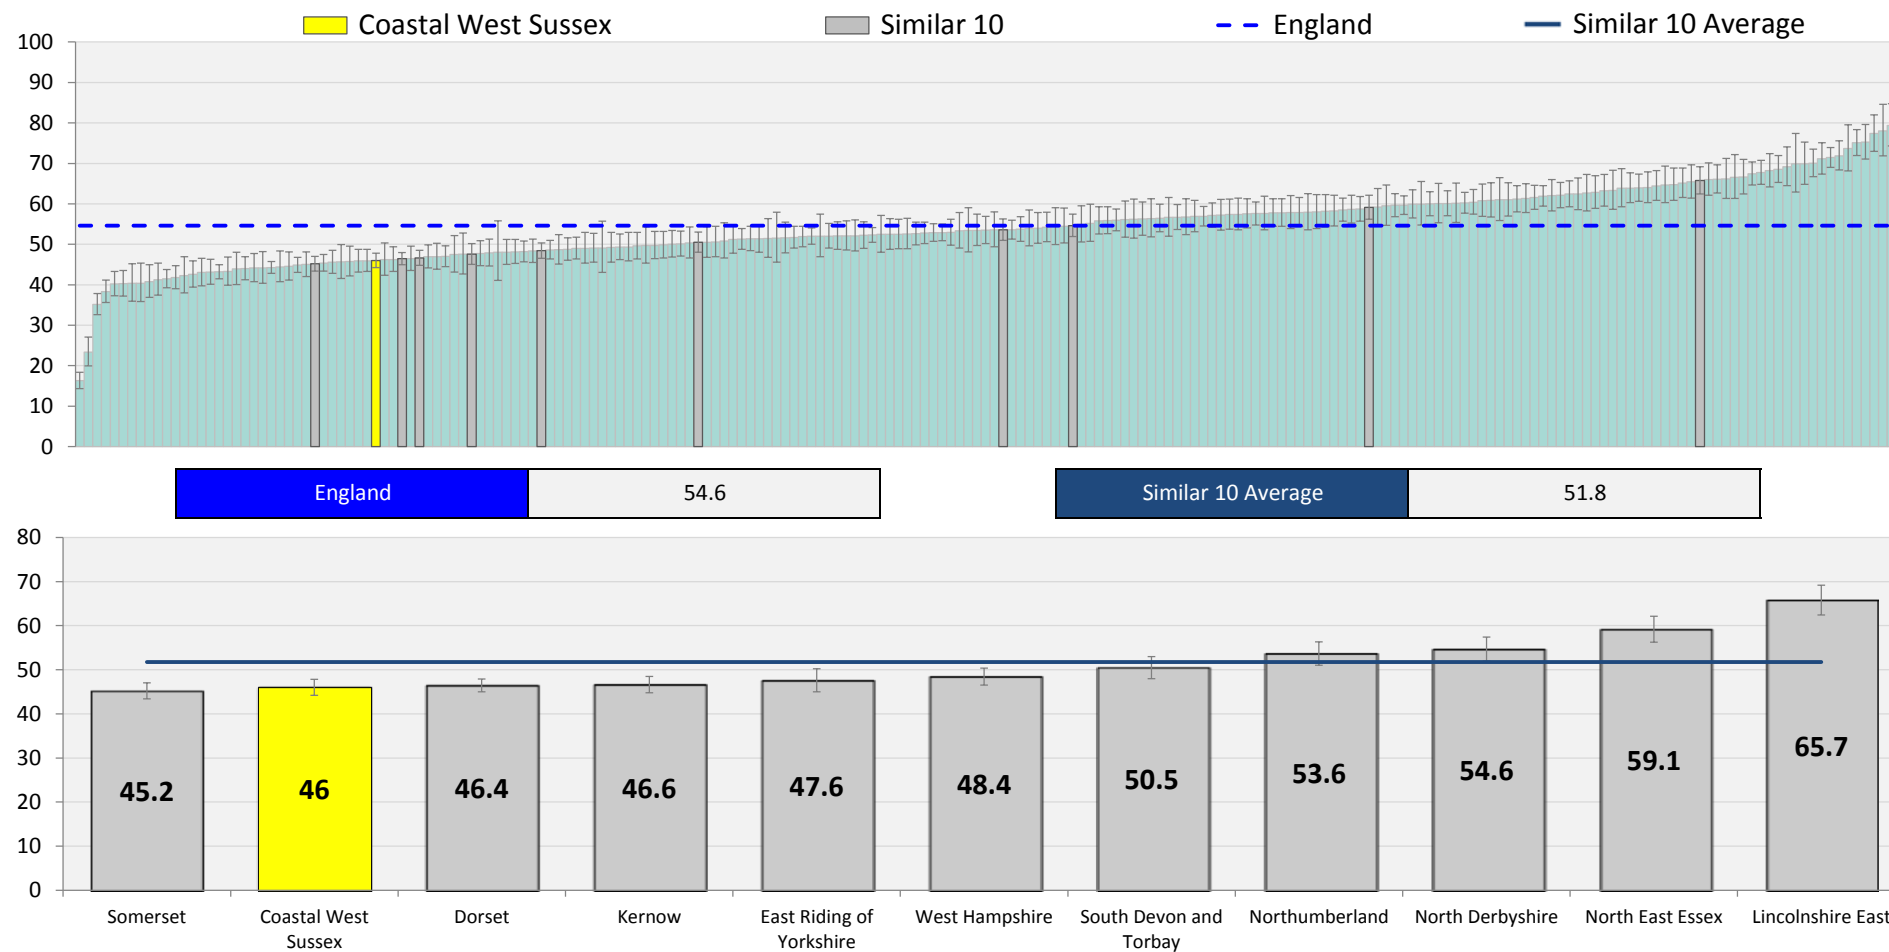 Coastal West Sussex
Similar 10
England
Similar 10 Average
100
90
80
70
60
50
40
30
20
10
0
England
54.6
Similar 10 Average
51.8
80
70
60
50
40
30
20
10
0
45.2
46
46.4
46.6
47.6
48.4
50.5
53.6
54.6
59.1
65.7
Somerset
Coastal West
Sussex
Dorset
Kernow
East Riding of
Yorkshire
West Hampshire
South Devon and
Torbay
Northumberland
North Derbyshire
North East Essex
Lincolnshire East